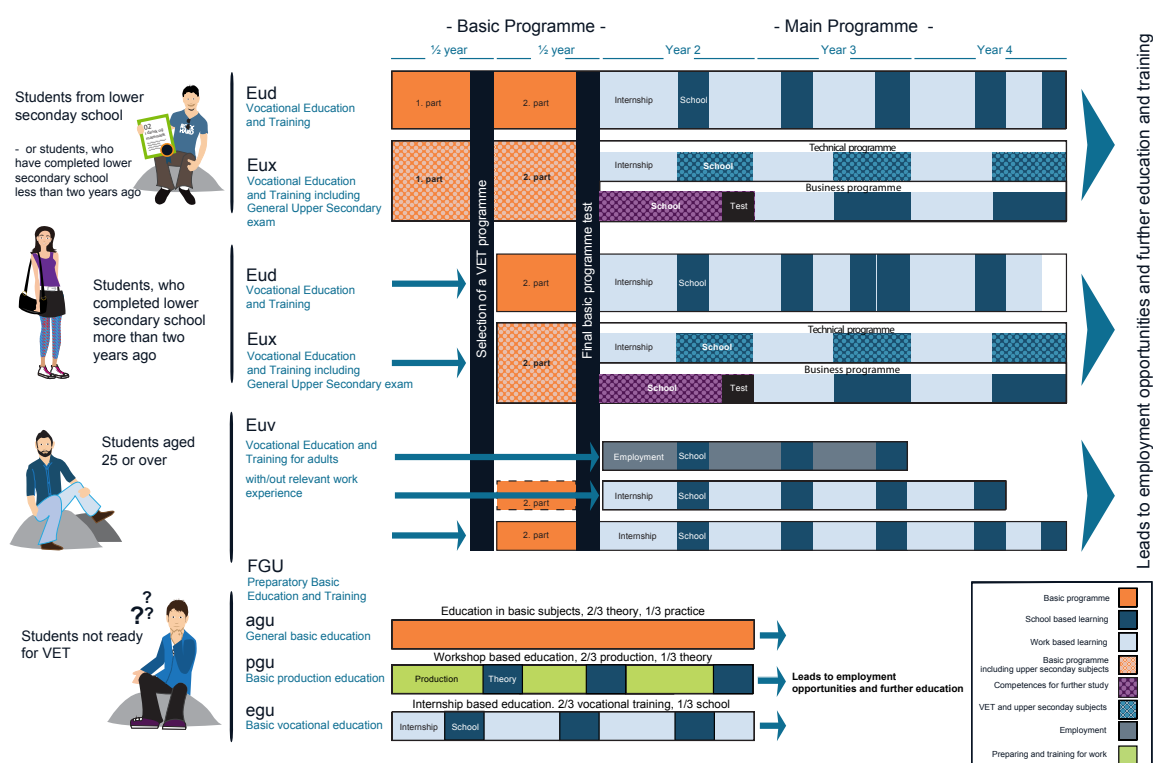 - Basic Programme -
- Main Programme -
½ year
½ year
Year 2
Year 3
Year 4
Students from lower
seconday school
- or students, who
have completed lower
secondary school
less than two years ago
Eud
Vocational Education
and Training
1. part
2. part
Internship
School
Eux
Vocational Education
and Training including
General Upper Secondary
exam
1. part
2. part
Technical programme
Internship
School
Business programme
School
Test
Selection of a VET programme
Final basic programme test
Students, who
completed lower
secondary school
more than two
years ago
Eud
Vocational Education
and Training
2. part
Internship
School
Eux
Vocational Education
and Training including
General Upper Secondary exam
2. part
Technical programme
Internship
School
Business programme
School
Test
Students aged
25 or over
Euv
Vocational Education and
Training for adults
with/out relevant work
experience
Employment
School
2. part
Internship
School
2. part
Internship
School
Leads to employment opportunities and further education and training
Students not ready
for VET
? ? ?
FGU
Preparatory Basic
Education and Training
agu
General basic education
Education in basic subjects, 2/3 theory, 1/3 practice
pgu
Basic production education
Workshop based education, 2/3 production, 1/3 theory
Production
Theory
egu
Basic vocational education
Internship based education. 2/3 vocational training, 1/3 school
Internship
School
Leads to employment
opportunities and further education
Basic programme
School based learning
Work based learning
Basic programme
including upper seconday subjects
Competences for further study
VET and upper seconday subjects
Employment
Preparing and training for work